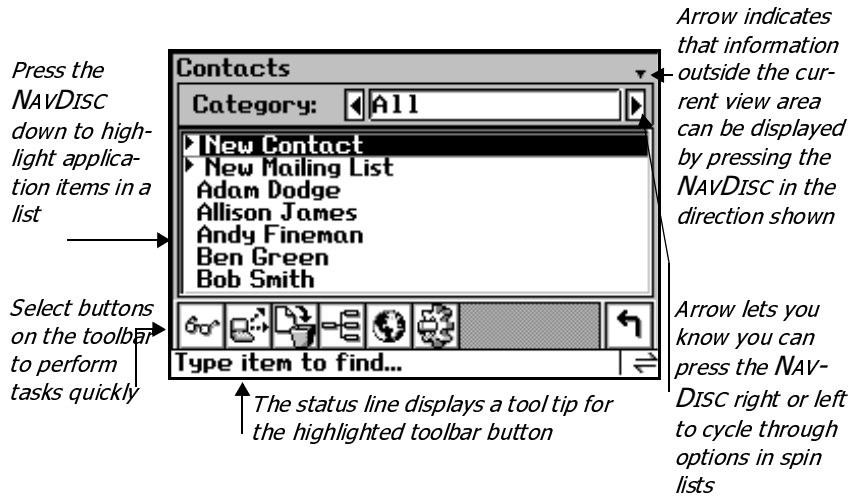 Press the
NAVDISC
down to high-
light applica-
tion items in a
list
Select buttons
on the toolbar
to perform
tasks quickly
Contacts
Category: All
New Contact
New Mailing List
Adam Dodge
Allison James
Andy Fineman
Ben Green
Bob Smith
Type item to find...
The status line displays a tool tip for
the highlighted toolbar button
Arrow indicates
that information
outside the cur-
rent view area
can be displayed
by pressing the
NAVDISC in the
direction shown
Arrow lets you
know you can
press the NAV-
DISC right or left
to cycle through
options in spin
lists